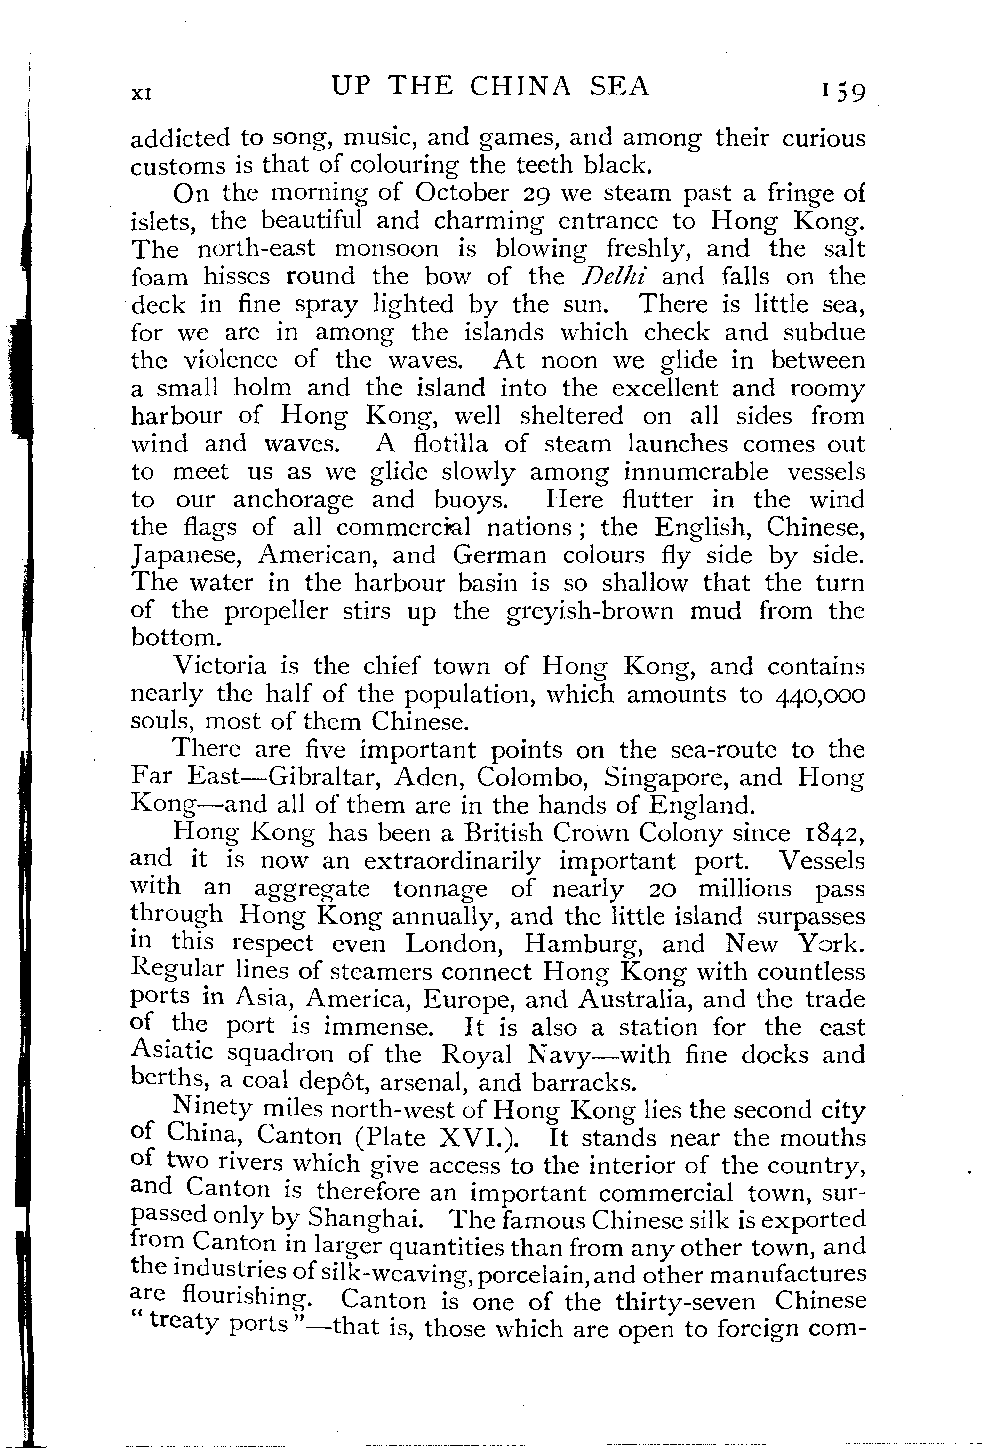 XI UP THE CHINA SEA 159
addicted to song, music, and games, and among their curious
customs is that of colouring the teeth black.
On the morning of October 29 we steam past a fringe of
islets, the beautiful and charming entrance to Hong Kong.
The north-east monsoon is blowing freshly, and the salt
foam hisses round the bow of the Delhi and falls on the
deck in fine spray lighted by the sun. There is little sea,
for we are in among the islands which check and subdue
the violence of the waves. At noon we glide in between
a small holm and the island into the excellent and roomy
harbour of Hong Kong, well sheltered on all sides from
wind and waves. A flotilla of steam launches comes out
to meet us as we glide slowly among innumerable vessels
to our anchorage and buoys. Here flutter in the wind
the flags of all commercial nations; the English, Chinese,
Japanese, American, and German colours fly side by side.
The water in the harbour basin is so shallow that the turn
of the propeller stirs up the greyish-brown mud from the
bottom.
Victoria is the chief town of Hong Kong, and contains
nearly the half of the population, which amounts to 440,000
souls, most of them Chinese.
There are five important points on the sea-route to the
Far East—Gibraltar, Aden, Colombo, Singapore, and Hong
Kong—and all of them are in the hands of England.
Hong Kong has been a British Crown Colony since 1842,
and it is now an extraordinarily important port. Vessels
with an aggregate tonnage of nearly 20 millions pass
through Hong Kong annually, and the little island surpasses
in this respect even London, Hamburg, and New York.
Regular lines of steamers connect Hong Kong with countless
ports in Asia, America, Europe, and Australia, and the trade
of the port is immense. It is also a station for the east
Asiatic squadron of the Royal Navy—with fine docks and
berths, a coal depôt, arsenal, and barracks.
Ninety miles north-west of Hong Kong lies the second city
of China, Canton (Plate XVI.). It stands near the mouths
of two rivers which give access to the interior of the country,
and Canton is therefore an important commercial town, sur-
passed only by Shanghai. The famous Chinese silk is exported
from Canton in larger quantities than from any other town, and
the industries of silk-weaving, porcelain, and other manufactures
are flourishing. Canton is one of the thirty-seven Chinese
"treaty ports"—that is, those which are open to foreign com-